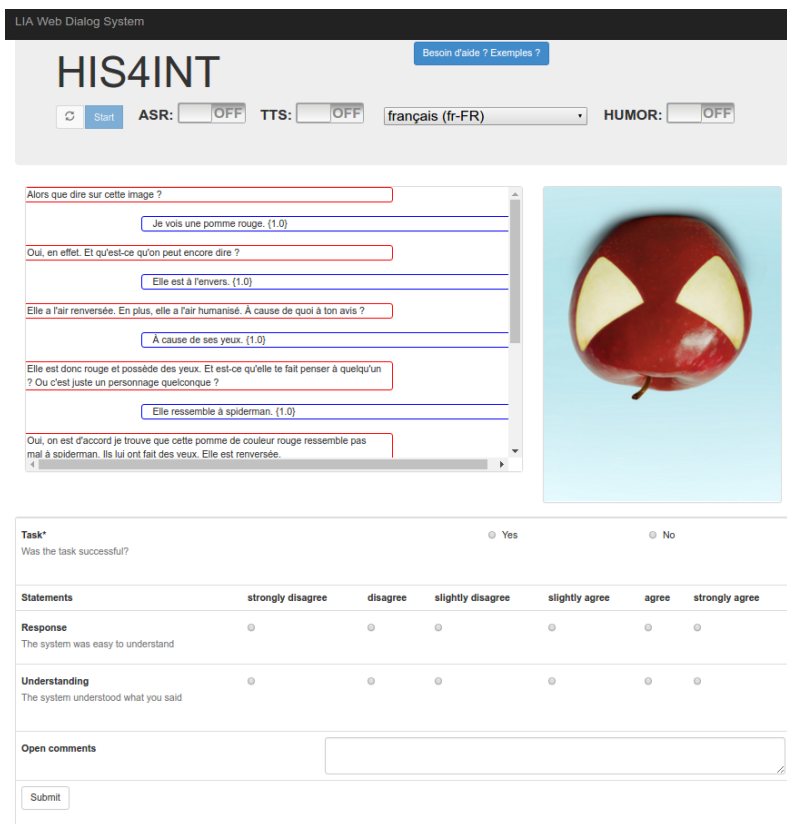 LIA Web Dialog System
HIS4INT
Besoin d'aide ? Exemples ?
Start ASR: OFF TTS: OFF français (fr-FR) HUMOR: OFF
Alors que dire sur cette image ?
Je vois une pomme rouge. {1.0}
Oui, en effet. Et qu'est-ce qu'on peut encore dire ?
Elle est à l'envers. {1.0}
Elle a l'air renversée. En plus, elle a l'air humanisé. À cause de quoi à ton avis ?
À cause de ses yeux. {1.0}
Elle est donc rouge et possède des yeux. Et est-ce qu'elle te fait penser à quelqu'un
? Ou c'est juste un personnage quelconque ?
Elle ressemble à spiderman. {1.0}
Oui, on est d'accord je trouve que cette pomme de couleur rouge ressemble pas
mal à spiderman. Ils lui ont fait des yeux. Elle est renversée.
Task* Yes No
Was the task successful?
Statements strongly disagree disagree slightly disagree slightly agree agree strongly agree
Response
The system was easy to understand
Understanding
The system understood what you said
Open comments
Submit